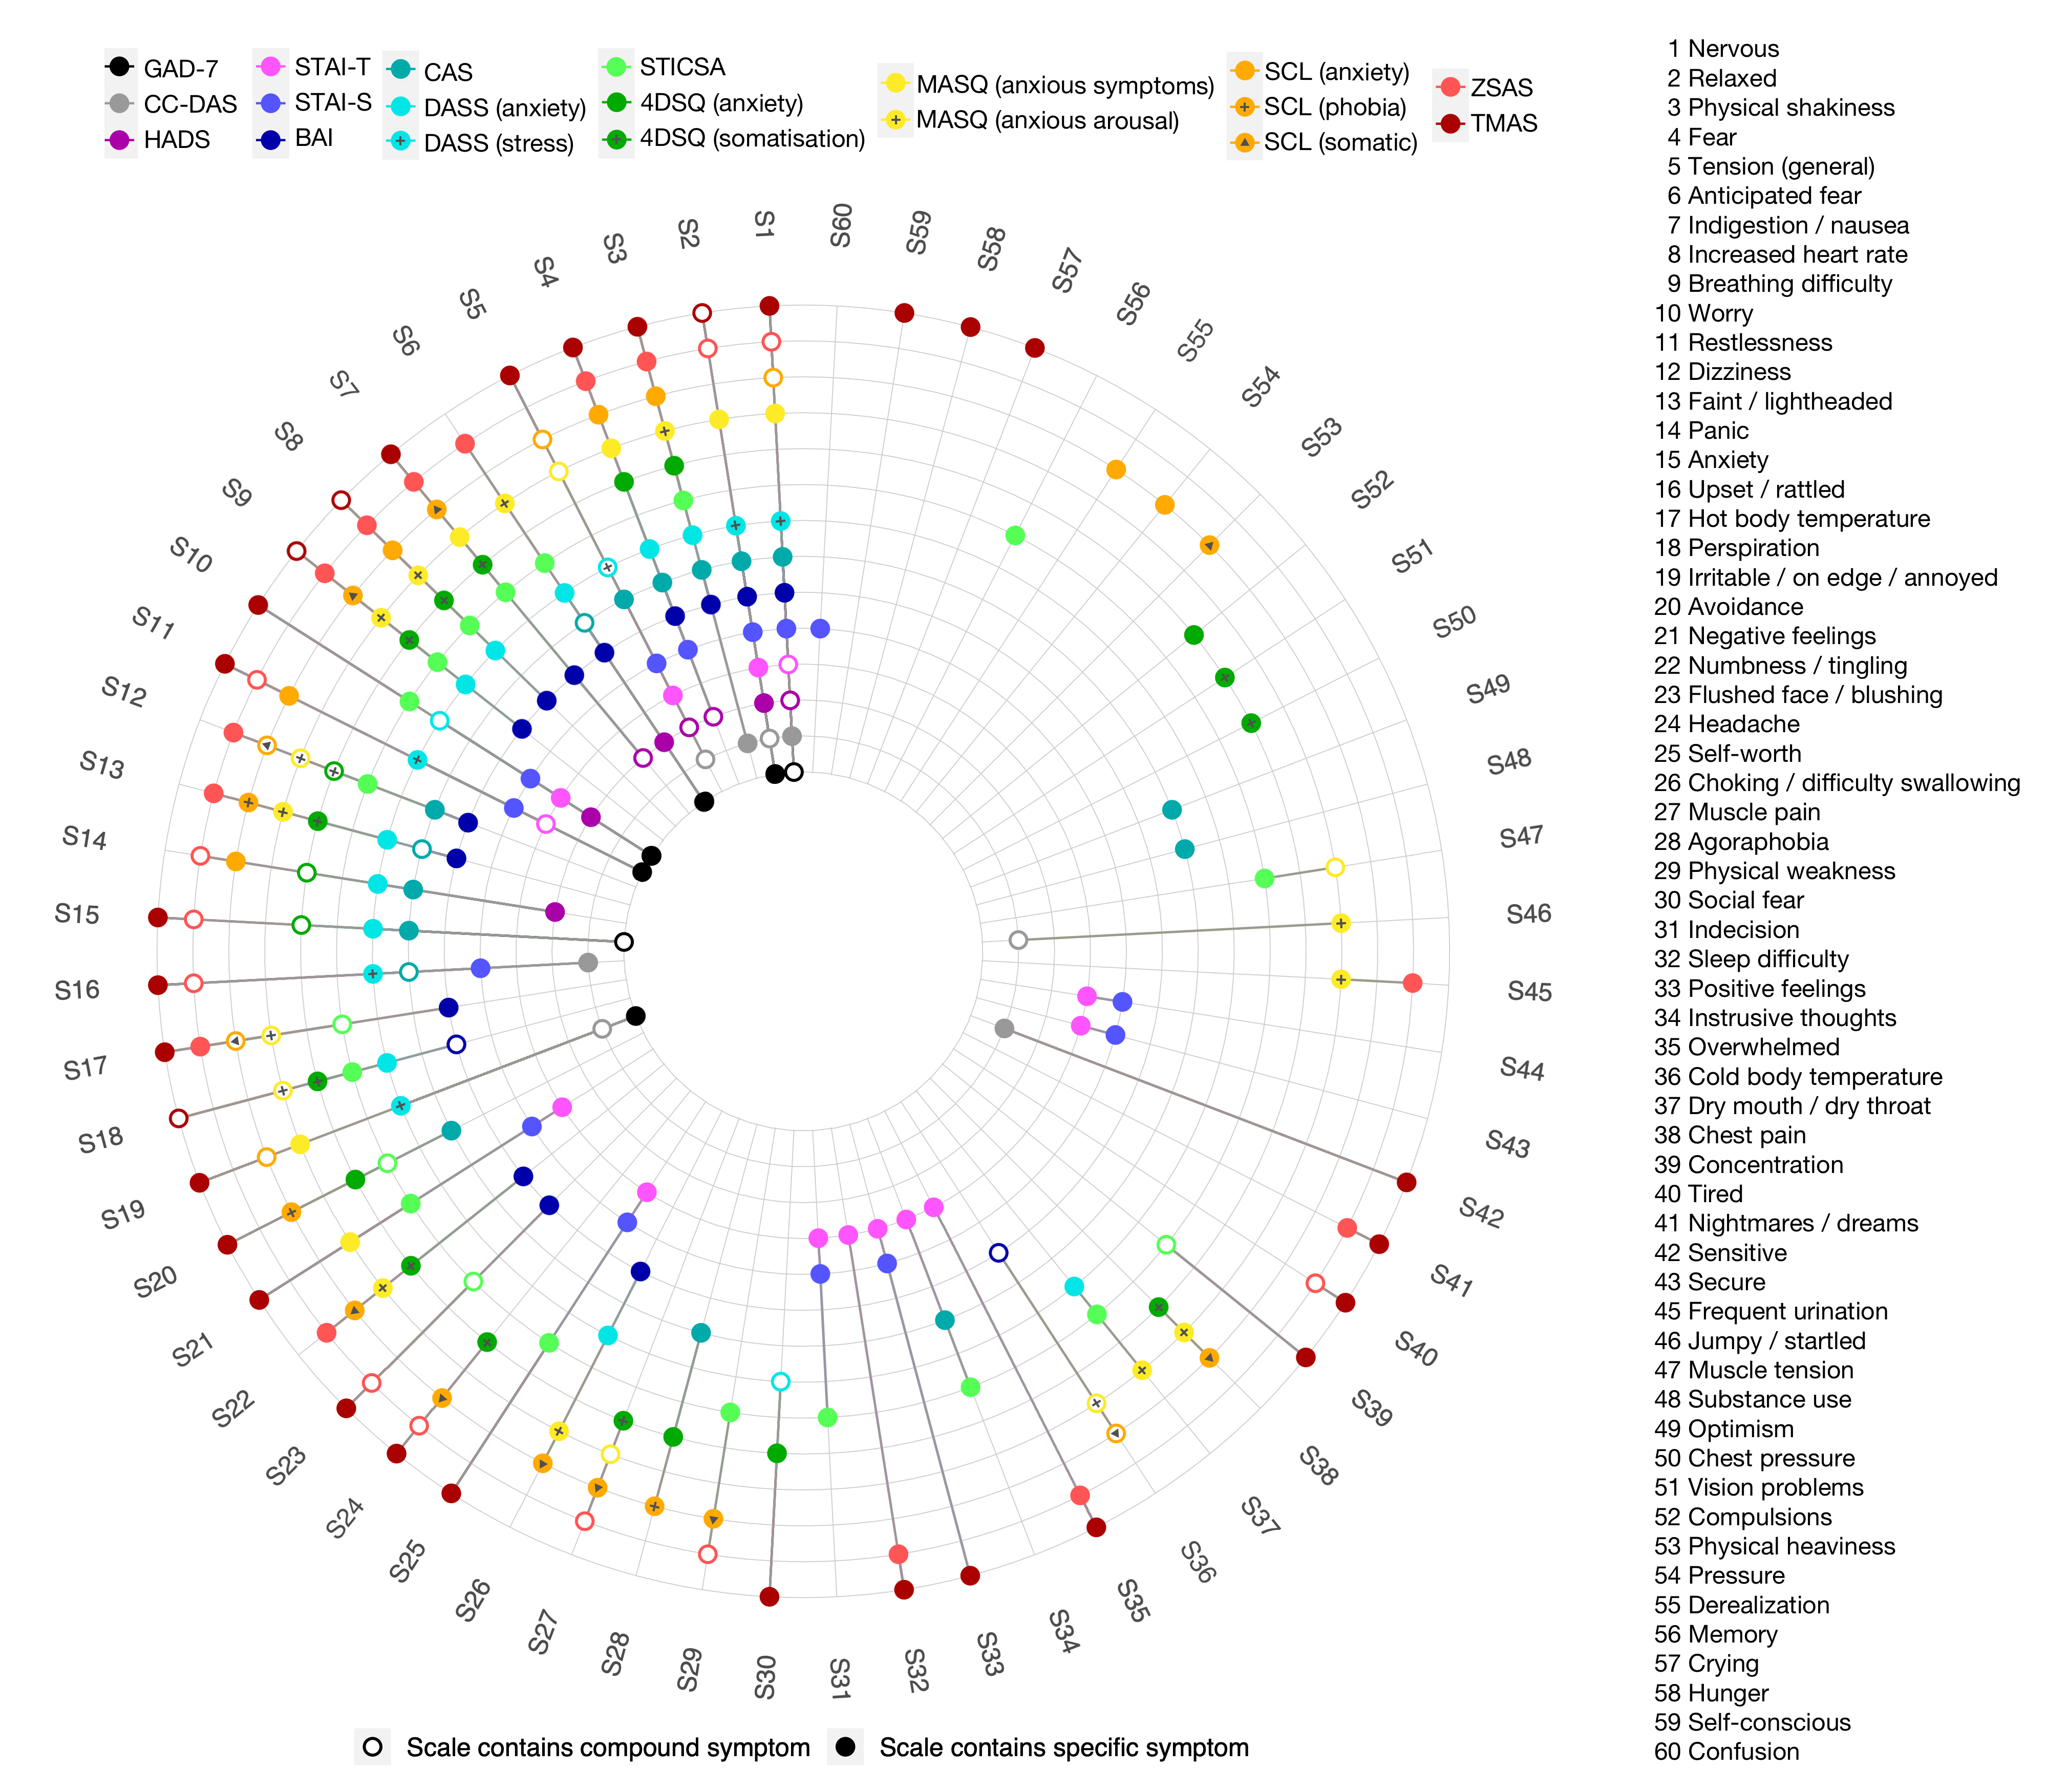 GAD-7
CC-DAS
HADS
STAI-T
STAI-S
BAI
CAS
DASS (anxiety)
DASS (stress)
STICSA
4DSQ (anxiety)
4DSQ (somatisation)
MASQ (anxious symptoms)
MASQ (anxious arousal)
SCL (anxiety)
SCL (phobia)
SCL (somatic)
ZSAS
TMAS
S1
S2
S3
S4
S5
S6
S7
S8
S9
S10
S11
S12
S13
S14
S15
S16
S17
S18
S19
S20
S21
S22
S23
S24
S25
S26
S27
S28
S29
S30
S31
S32
S33
S34
S35
S36
S37
S38
S39
S40
S41
S42
S43
S44
S45
S46
S47
S48
S49
S50
S51
S52
S53
S54
S55
S56
S57
S58
S59
S60
Scale contains compound symptom
Scale contains specific symptom
1 Nervous
2 Relaxed
3 Physical shakiness
4 Fear
5 Tension (general)
6 Anticipated fear
7 Indigestion / nausea
8 Increased heart rate
9 Breathing difficulty
10 Worry
11 Restlessness
12 Dizziness
13 Faint / lightheaded
14 Panic
15 Anxiety
16 Upset / rattled
17 Hot body temperature
18 Perspiration
19 Irritable / on edge / annoyed
20 Avoidance
21 Negative feelings
22 Numbness / tingling
23 Flushed face / blushing
24 Headache
25 Self-worth
26 Choking / difficulty swallowing
27 Muscle pain
28 Agoraphobia
29 Physical weakness
30 Social fear
31 Indecision
32 Sleep difficulty
33 Positive feelings
34 Instrusive thoughts
35 Overwhelmed
36 Cold body temperature
37 Dry mouth / dry throat
38 Chest pain
39 Concentration
40 Tired
41 Nightmares / dreams
42 Sensitive
43 Secure
45 Frequent urination
46 Jumpy / startled
47 Muscle tension
48 Substance use
49 Optimism
50 Chest pressure
51 Vision problems
52 Compulsions
53 Physical heaviness
54 Pressure
55 Derealization
56 Memory
57 Crying
58 Hunger
59 Self-conscious
60 Confusion